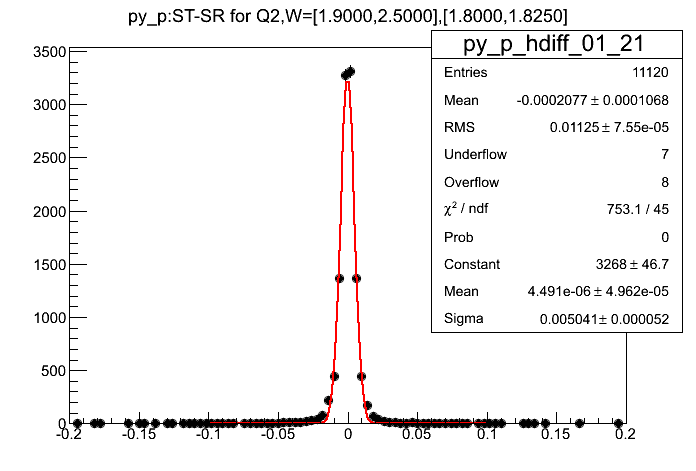 py_p:ST-SR for Q2,W=[1.9000,2.5000],[1.8000,1.8250]
py_p_hdiff_01_21
Entries 11120
Mean -0.0002077 ± 0.0001068
RMS 0.01125 ± 7.55e-05
Underflow 7
Overflow 8
χ² / ndf 753.1 / 45
Prob 0
Constant 3268 ± 46.7
Mean 4.491e-06 ± 4.962e-05
Sigma 0.005041 ± 0.000052
3500
3000
2500
2000
1500
1000
500
0
-0.2 -0.15 -0.1 -0.05 0 0.05 0.1 0.15 0.2